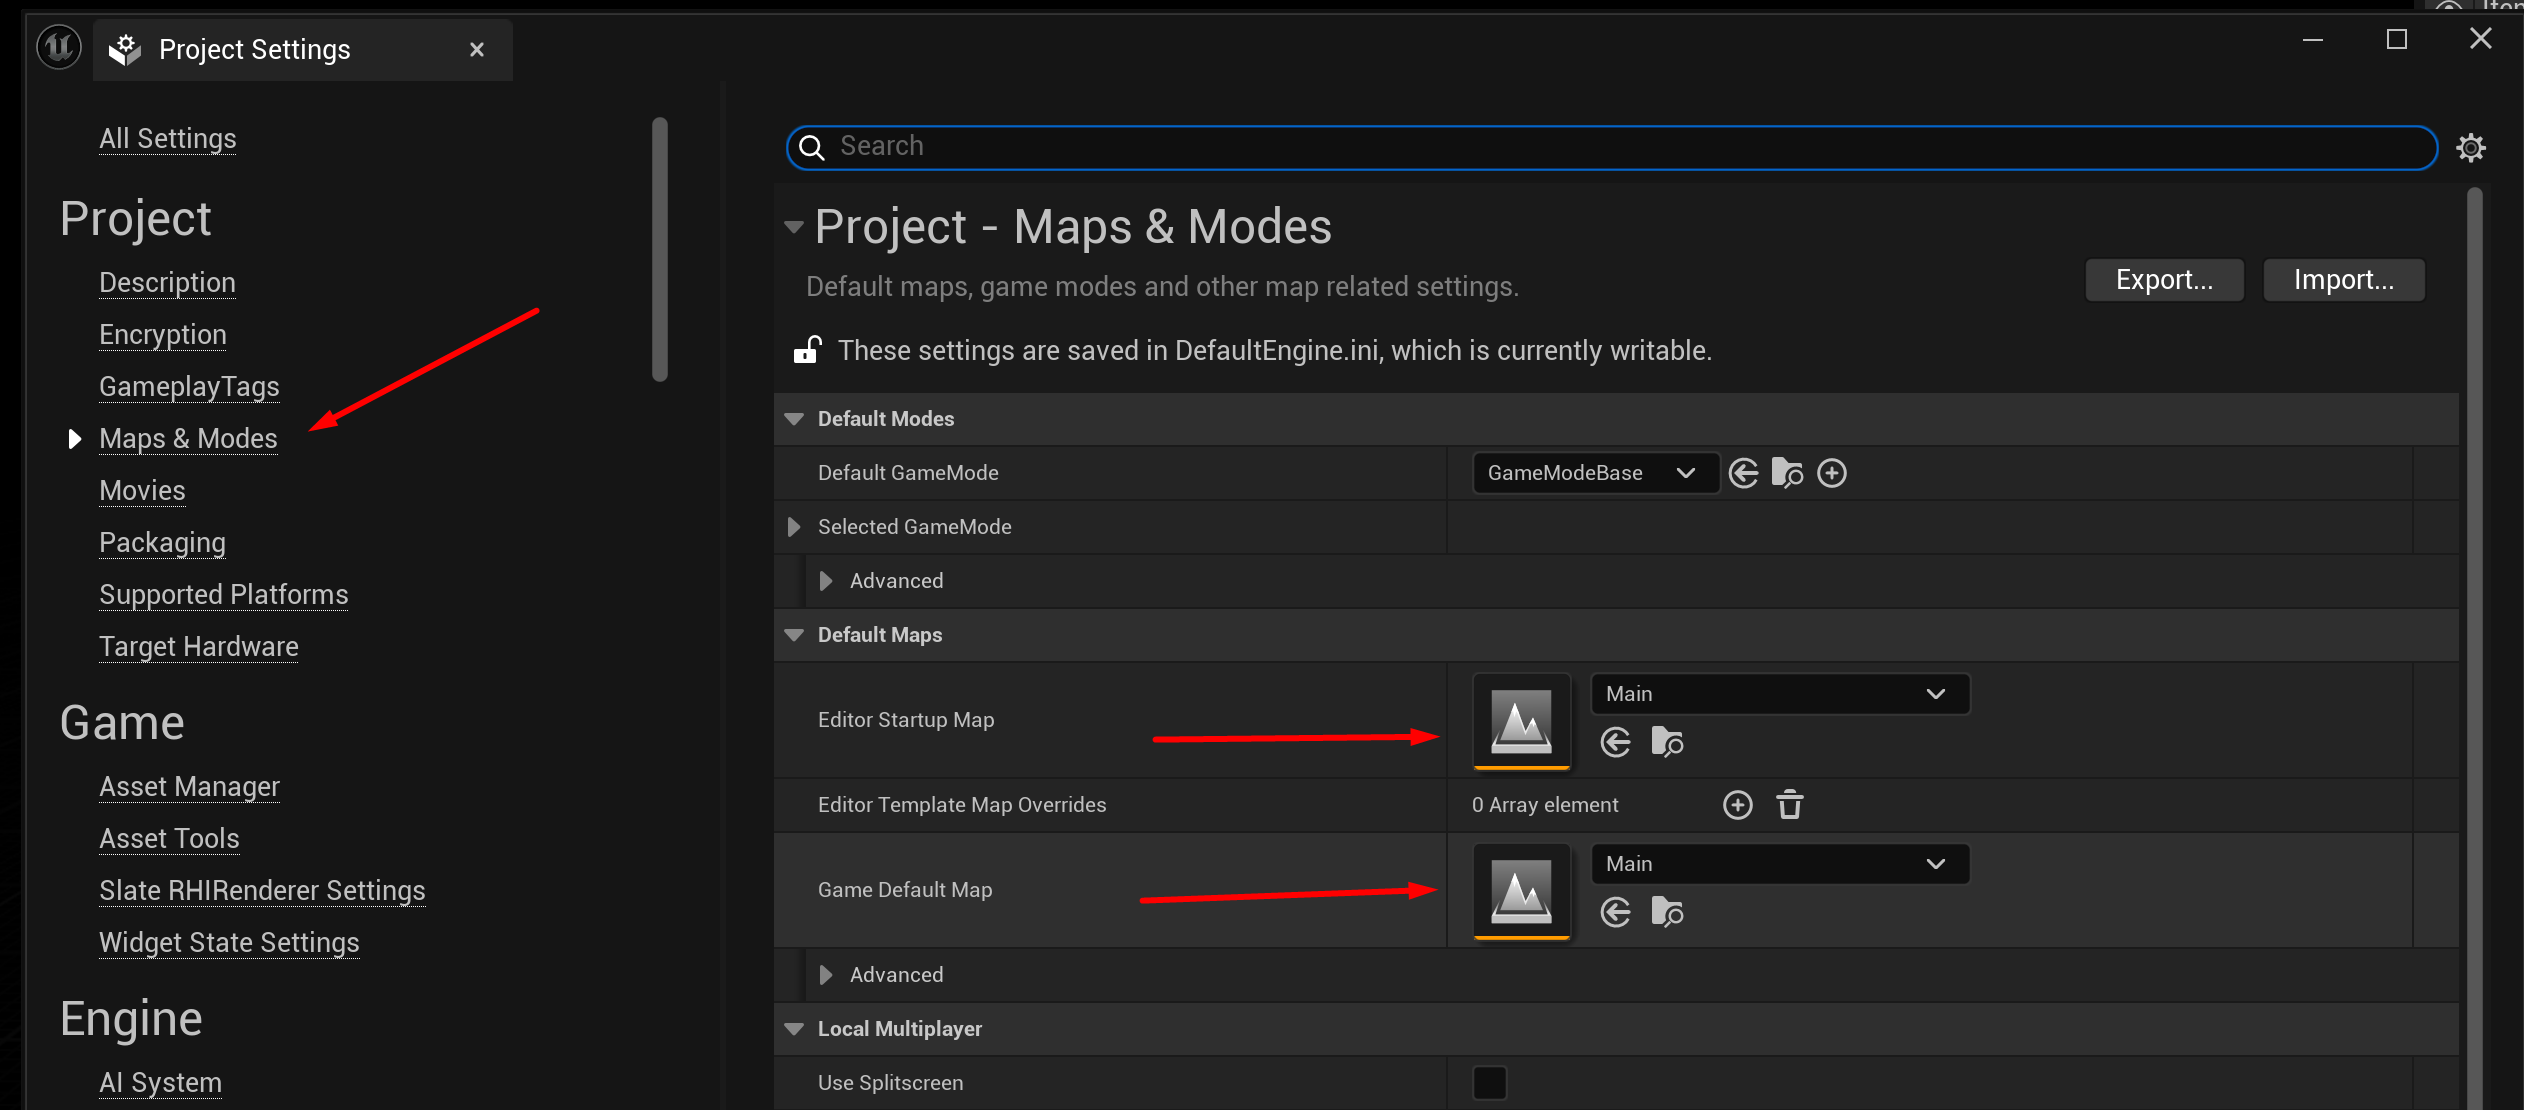 Project Settings
All Settings
Project
Description
Encryption
GameplayTags
Maps & Modes
Movies
Packaging
Supported Platforms
Target Hardware
Game
Asset Manager
Asset Tools
Slate RHIRenderer Settings
Widget State Settings
Engine
AI System
Search
Project - Maps & Modes
Default maps, game modes and other map related settings.
Export...
Import...
These settings are saved in DefaultEngine.ini, which is currently writable.
Default Modes
Default GameMode
GameModeBase
Selected GameMode
Advanced
Default Maps
Editor Startup Map
Main
Editor Template Map Overrides
0 Array element
Game Default Map
Main
Advanced
Local Multiplayer
Use Splitscreen